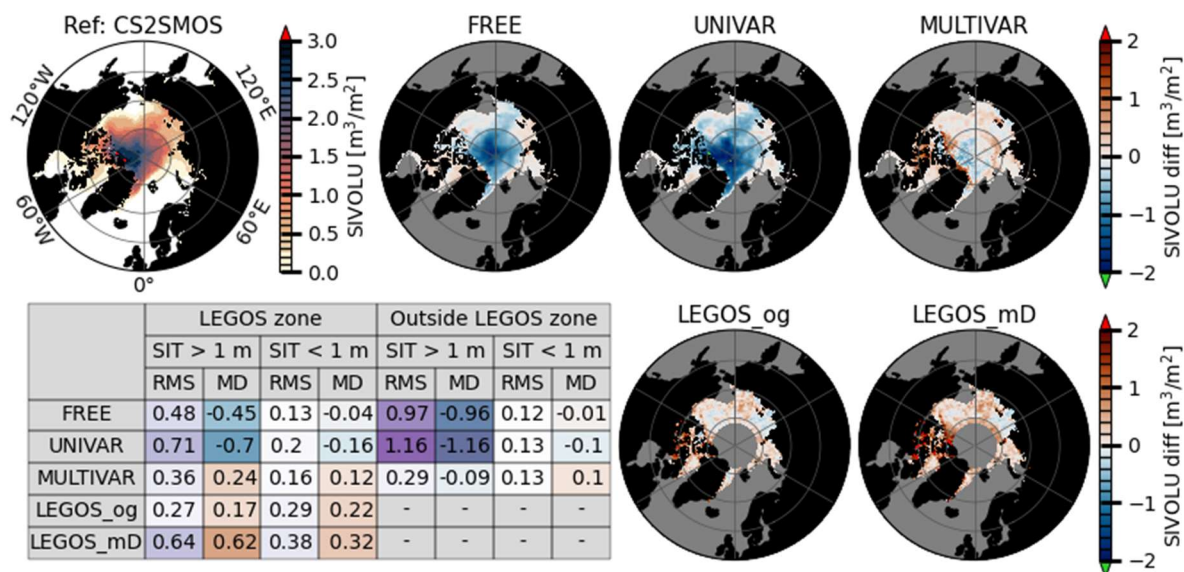 Ref: CS2SMOS
FREE
UNIVAR
MULTIVAR
120°W
120°E
60°W
60°E
0°
3.0
2.5
2.0
1.5
1.0
0.5
0.0
SIVOLU [m³/m²]
2
1
0
−1
−2
SIVOLU diff [m³/m²]
LEGOS zone Outside LEGOS zone
SIT > 1 m SIT < 1 m SIT > 1 m SIT < 1 m
RMS MD RMS MD RMS MD RMS MD
FREE 0.48 -0.45 0.13 -0.04 0.97 -0.96 0.12 -0.01
UNIVAR 0.71 -0.7 0.2 -0.16 1.16 -1.16 0.13 -0.1
MULTIVAR 0.36 0.24 0.16 0.12 0.29 -0.09 0.13 0.1
LEGOS_og 0.27 0.17 0.29 0.22 - - - -
LEGOS_mD 0.64 0.62 0.38 0.32 - - - -
LEGOS_og
LEGOS_mD
2
1
0
−1
−2
SIVOLU diff [m³/m²]